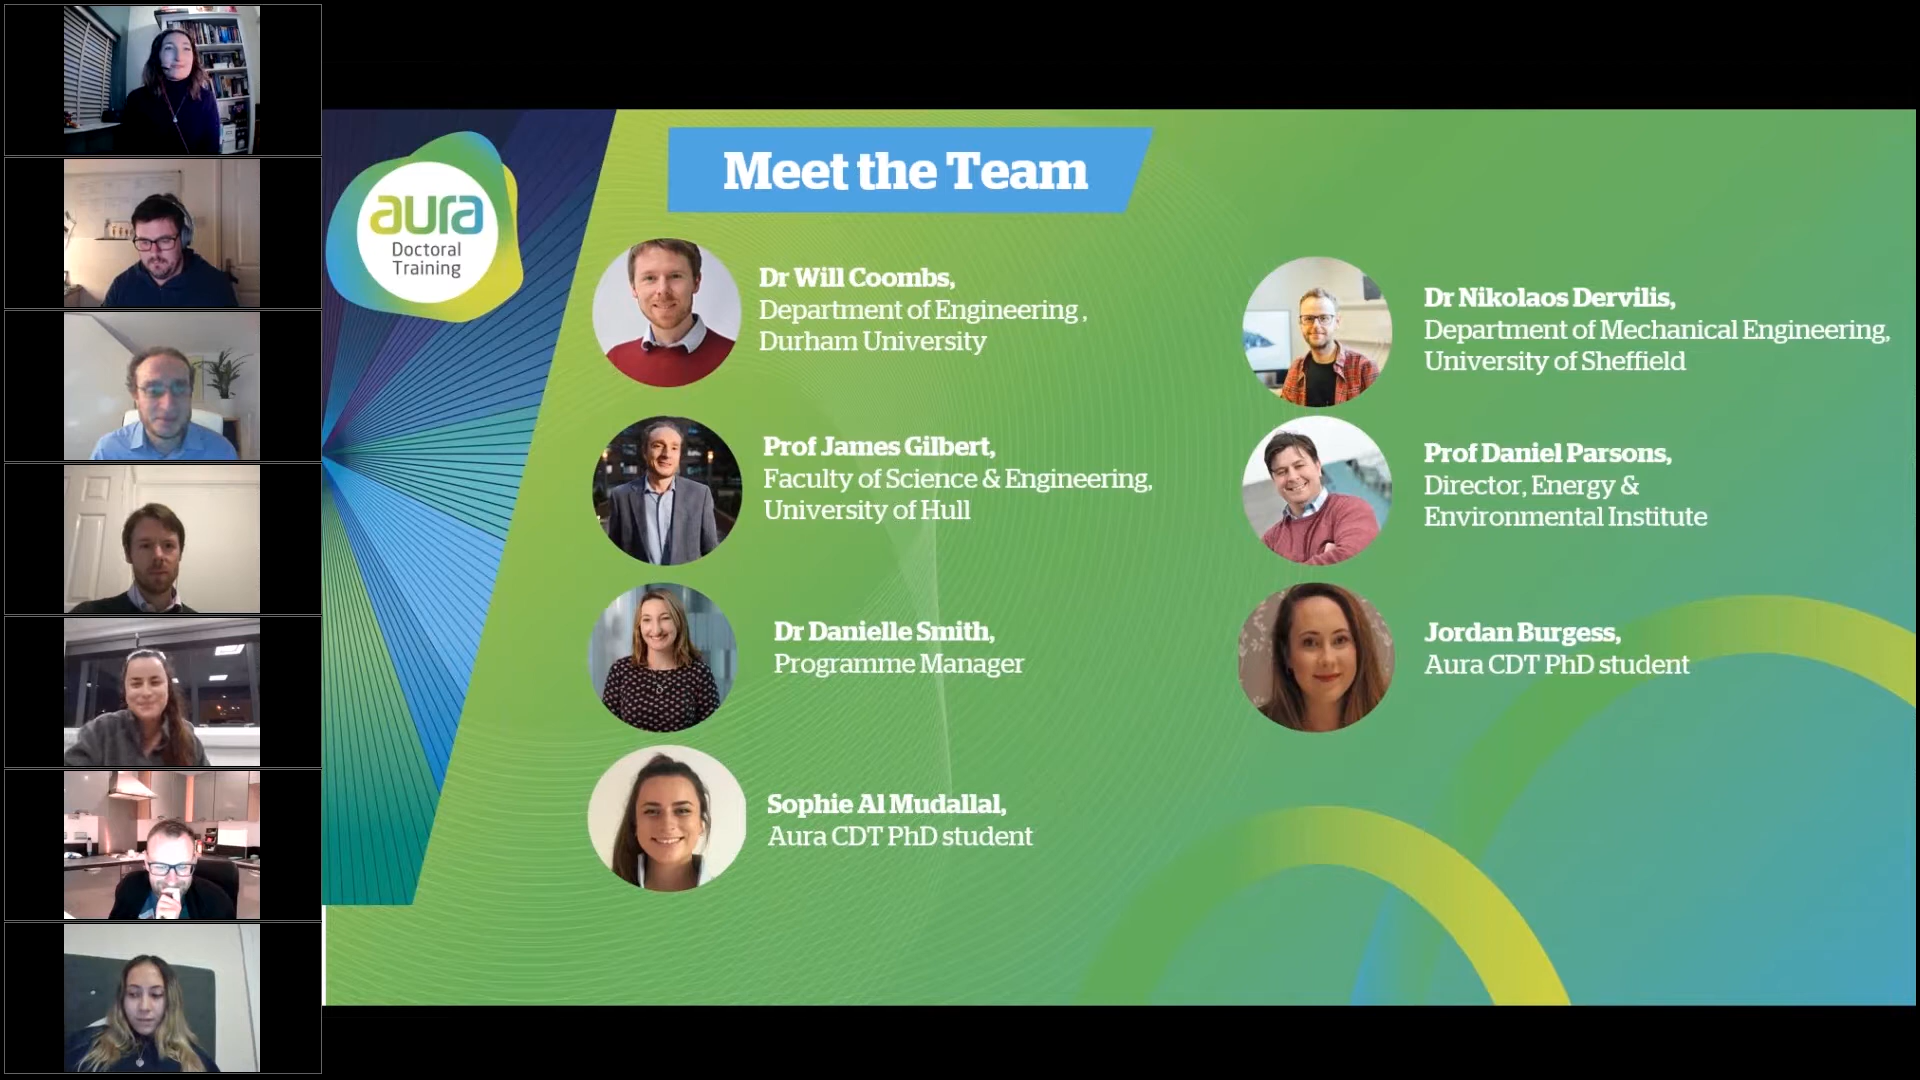 aura
Doctoral
Training
Meet the Team
Dr Will Coombs,
Department of Engineering ,
Durham University
Prof James Gilbert,
Faculty of Science & Engineering,
University of Hull
Dr Danielle Smith,
Programme Manager
Sophie Al Mudallal,
Aura CDT PhD student
Dr Nikolaos Dervilis,
Department of Mechanical Engineering,
University of Sheffield
Prof Daniel Parsons,
Director, Energy &
Environmental Institute
Jordan Burgess,
Aura CDT PhD student